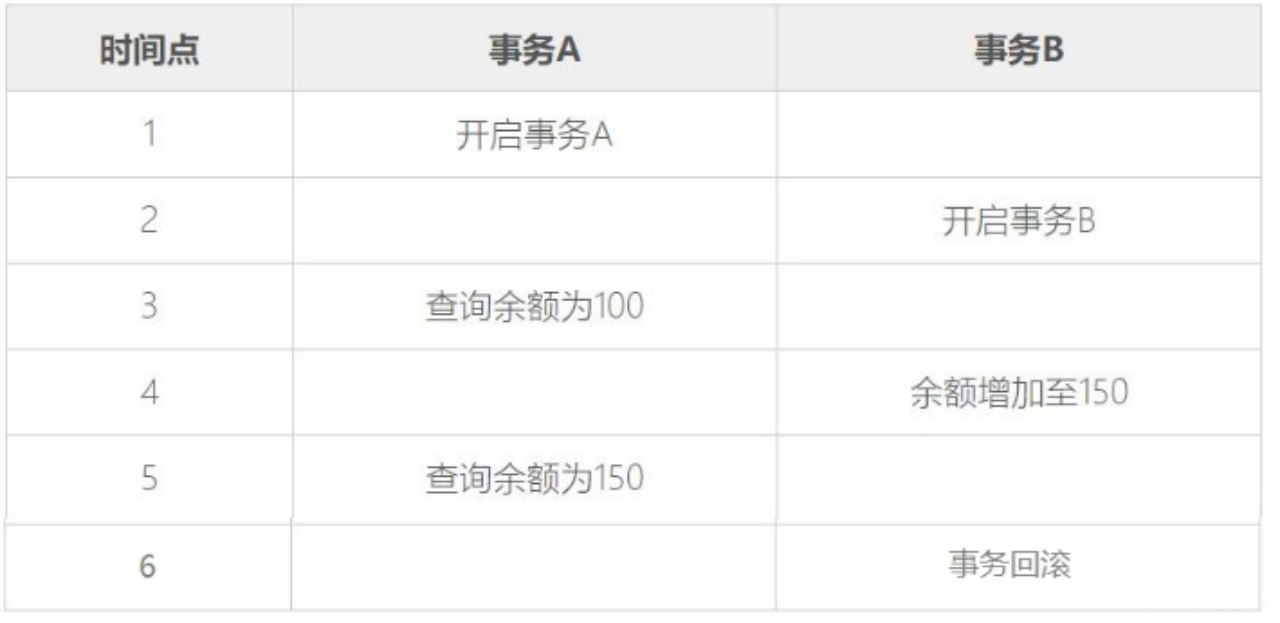 时间点 事务A 事务B
1 开启事务A
2 开启事务B
3 查询余额为100
4 余额增加至150
5 查询余额为150
6 事务回滚